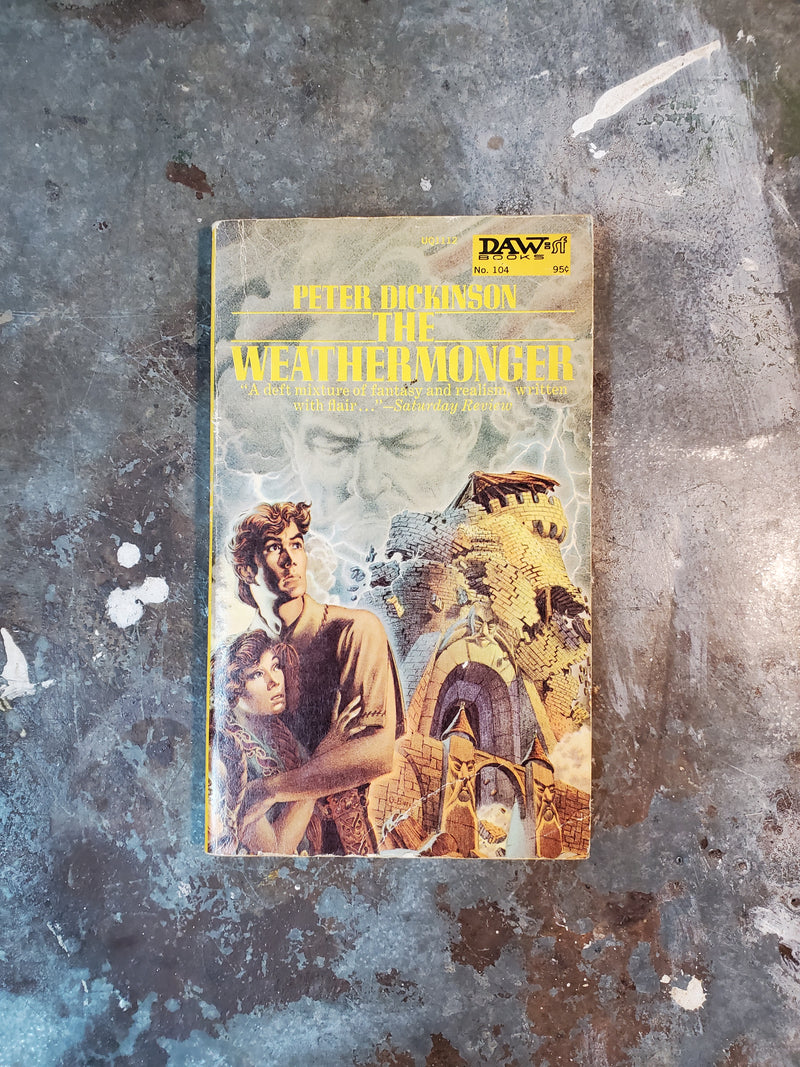 UQ1112
DAW=sf
BOOKS
No. 104 95¢
PETER DICKINSON
THE
WEATHERMONGER
"A deft mixture of fantasy and realism, written
with flair..."—Saturday Review